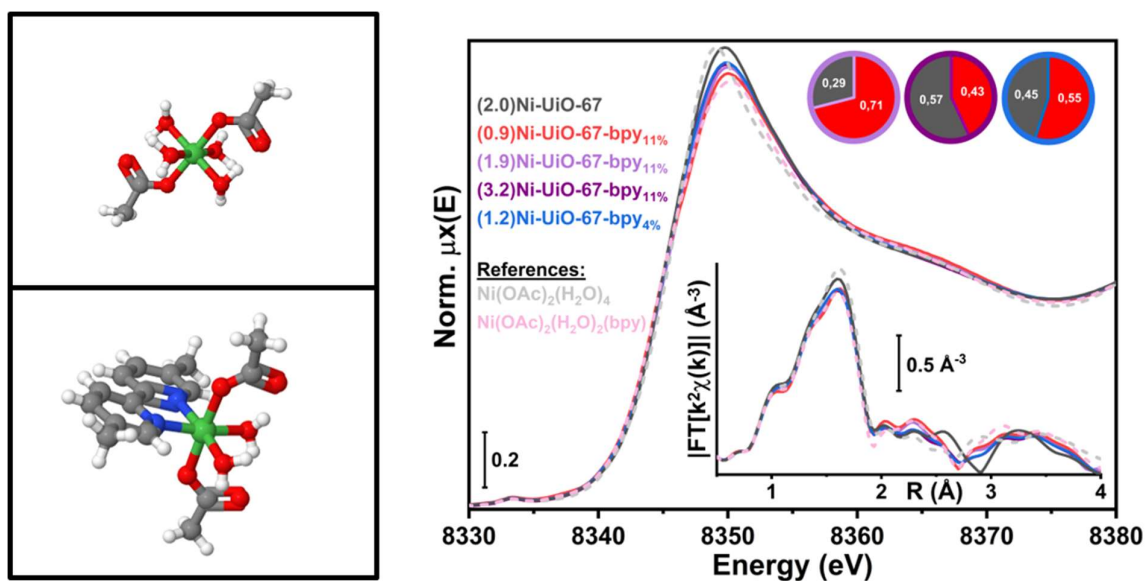 (2.0)Ni-UiO-67
(0.9)Ni-UiO-67-bpy11%
(1.9)Ni-UiO-67-bpy11%
(3.2)Ni-UiO-67-bpy11%
(1.2)Ni-UiO-67-bpy4%
References:
Ni(OAc)2(H2O)4
Ni(OAc)2(H2O)2(bpy)
0,29
0,71
0,57
0,43
0,45
0,55
Norm. μx(E)
0.2
|FT[k²χ(k)]| (Å-3)
0.5 Å-3
1 2 3 4
R (Å)
8330 8340 8350 8360 8370 8380
Energy (eV)